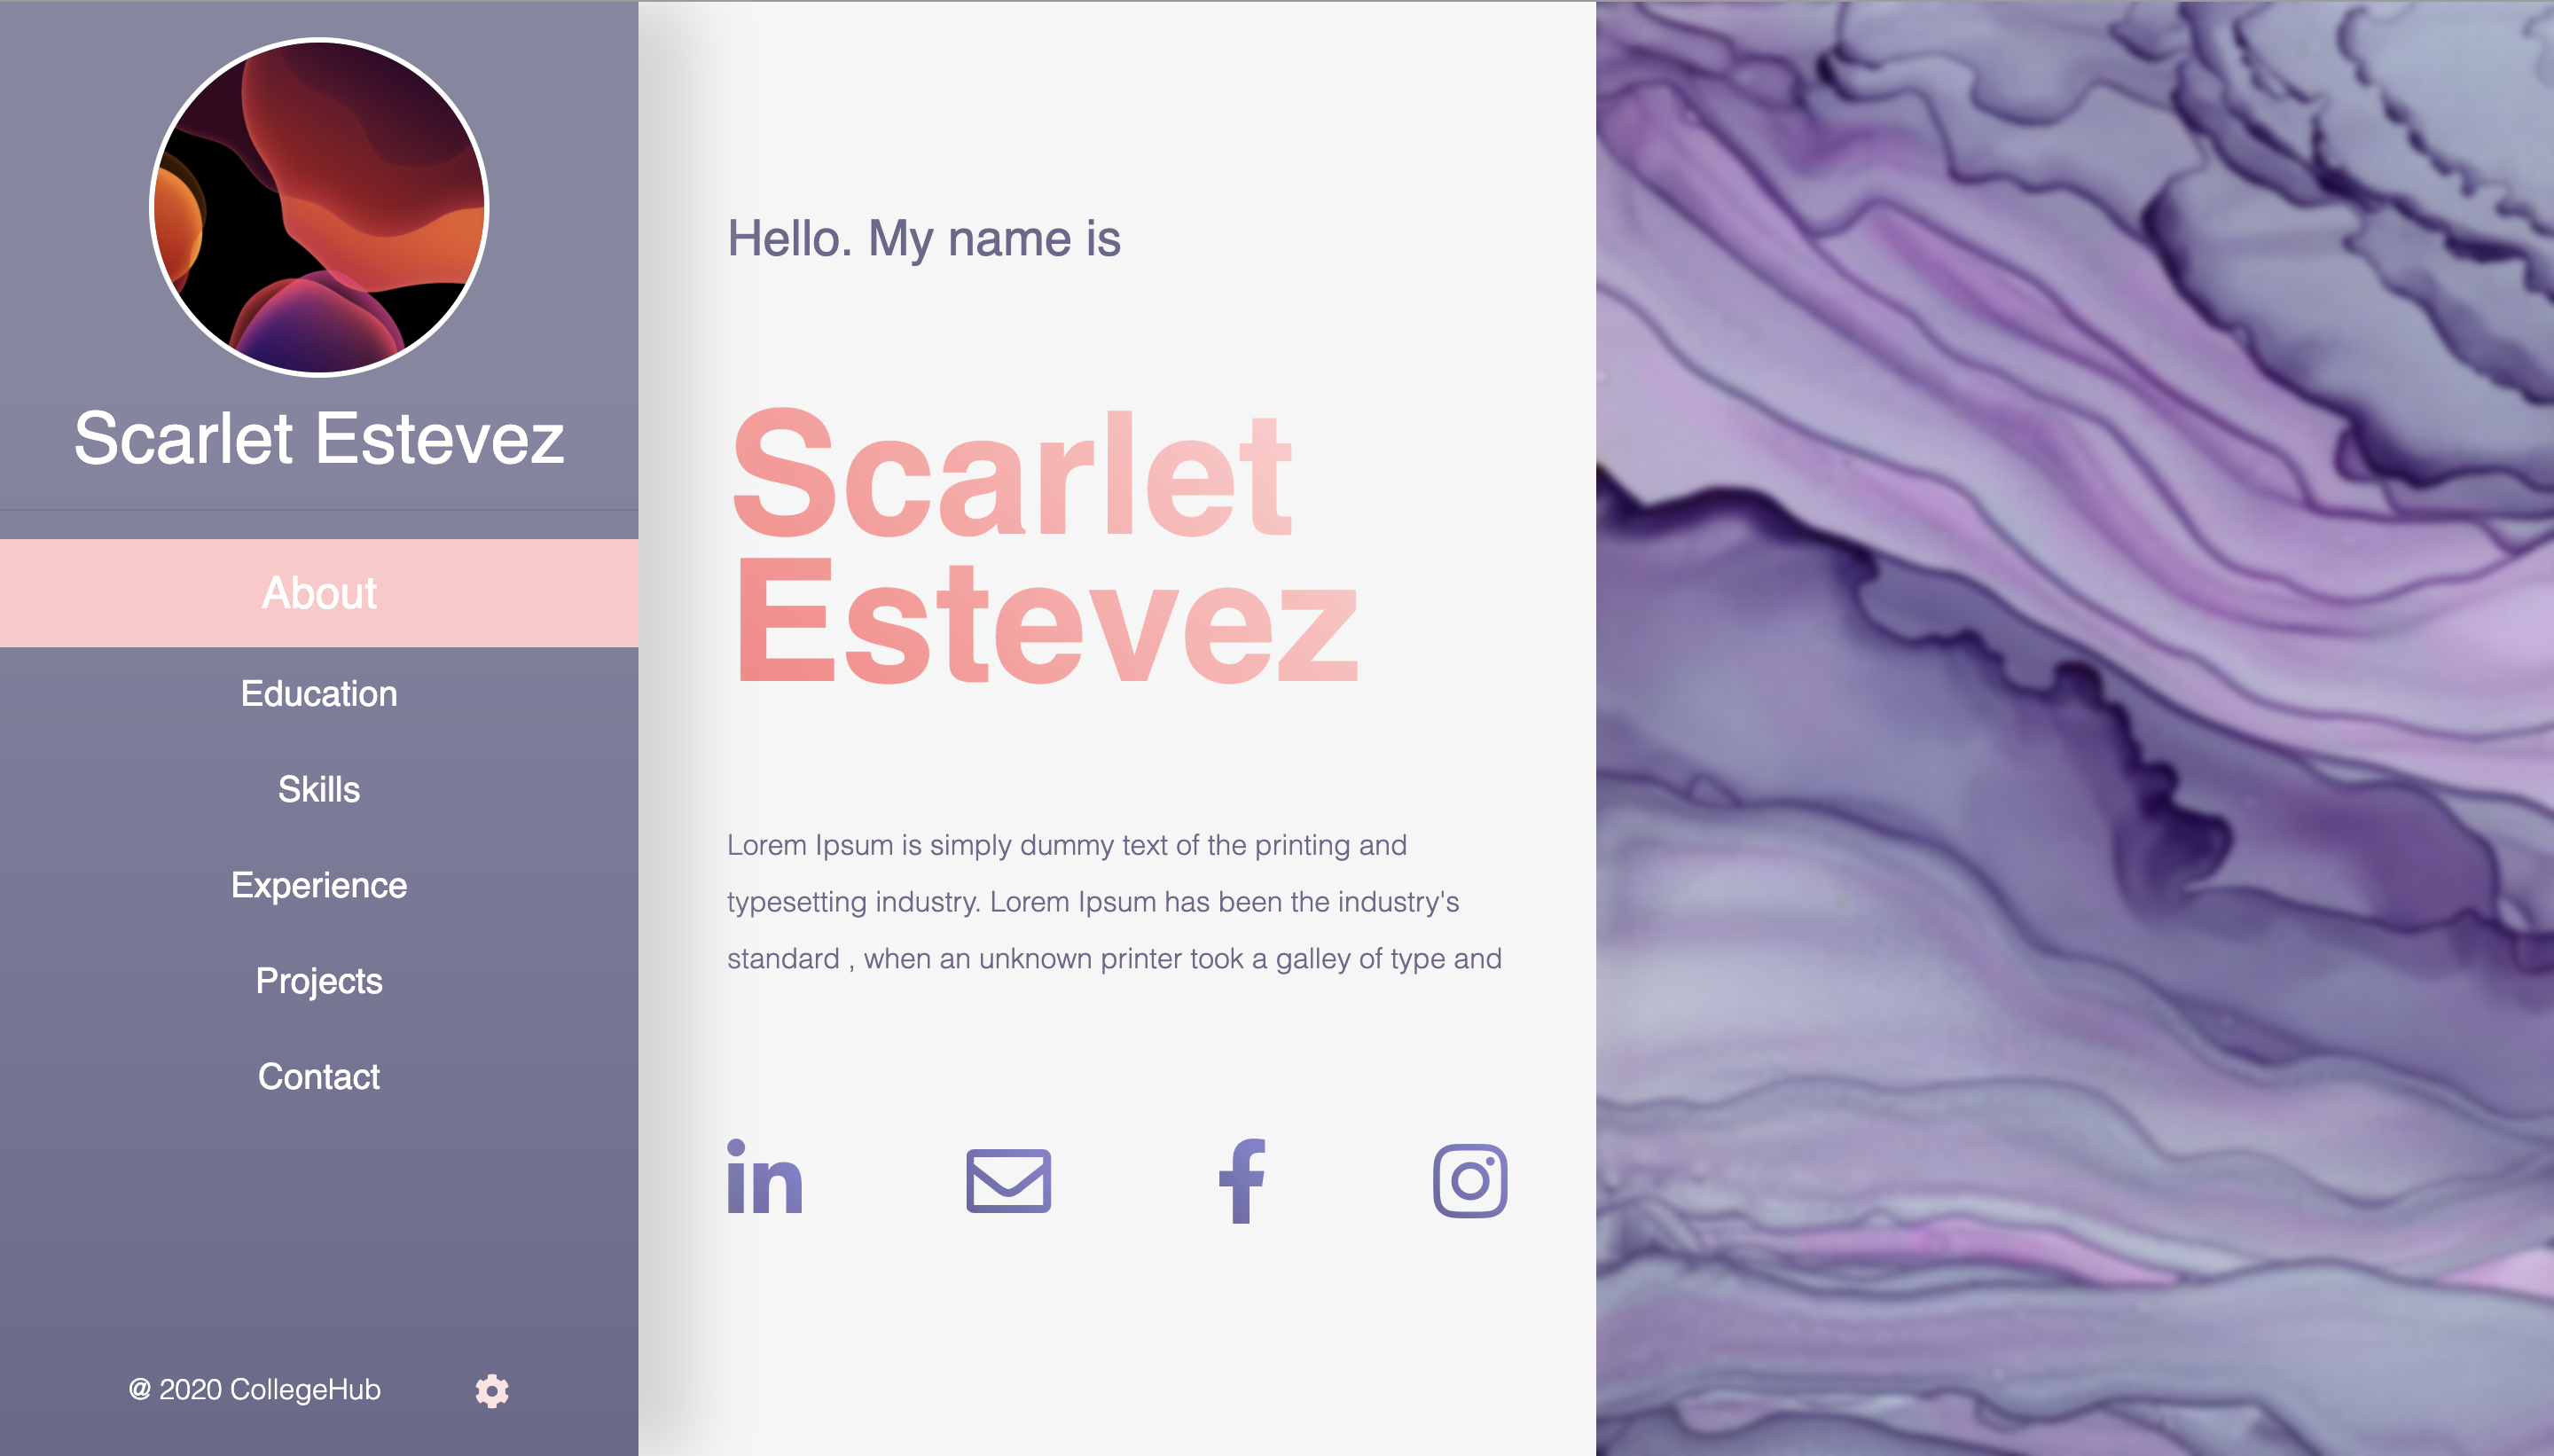 Scarlet Estevez
About
Education
Skills
Experience
Projects
Contact
@ 2020 CollegeHub
Hello. My name is
Scarlet
Estevez
Lorem Ipsum is simply dummy text of the printing and
typesetting industry. Lorem Ipsum has been the industry's
standard , when an unknown printer took a galley of type and